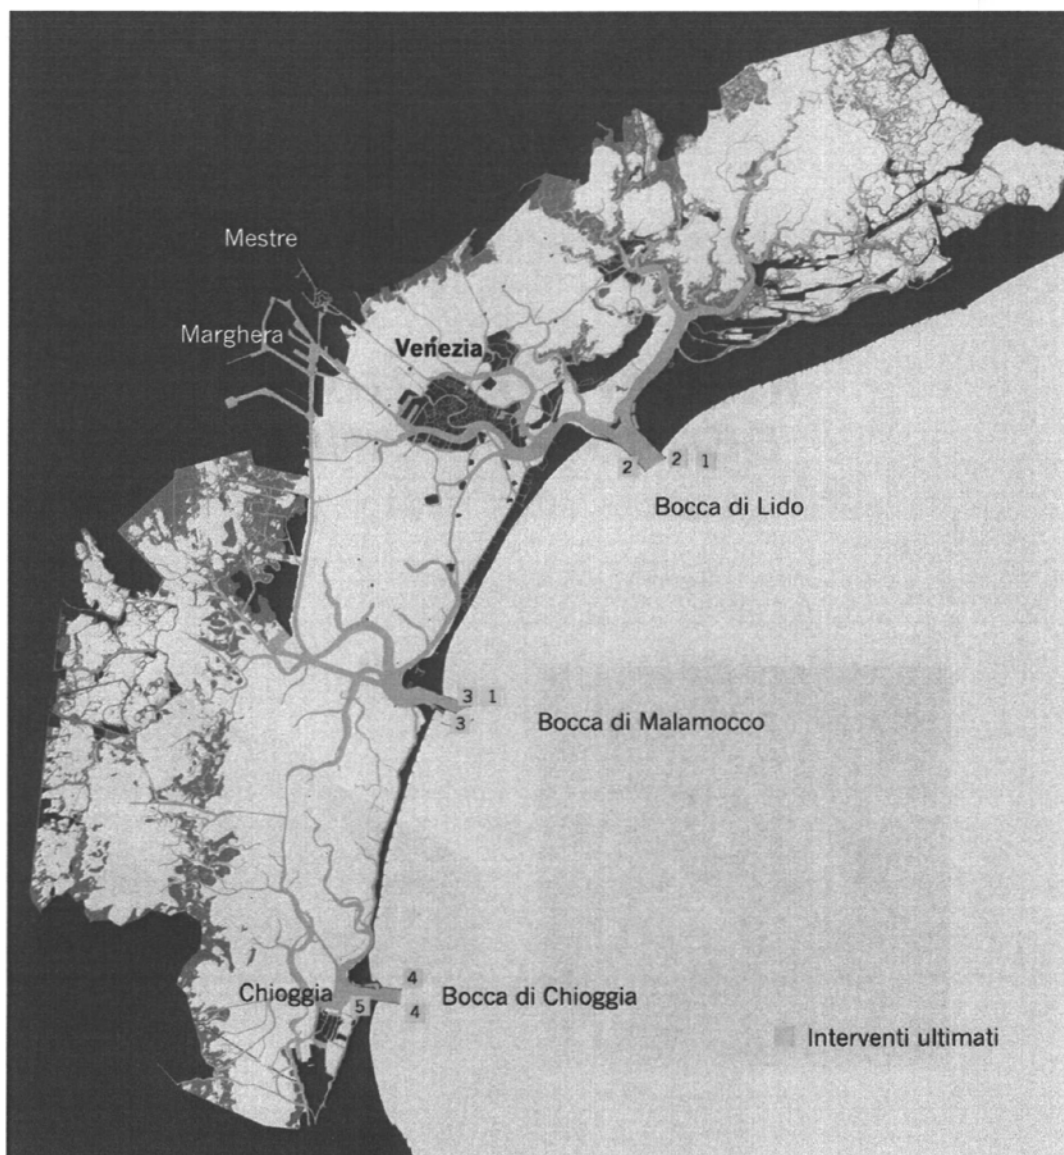 Mestre
Marghera
Venezia
2 2 1
Bocca di Lido
3 1
3
Bocca di Malamocco
4
Chioggia
Bocca di Chioggia
5
4
Interventi ultimati